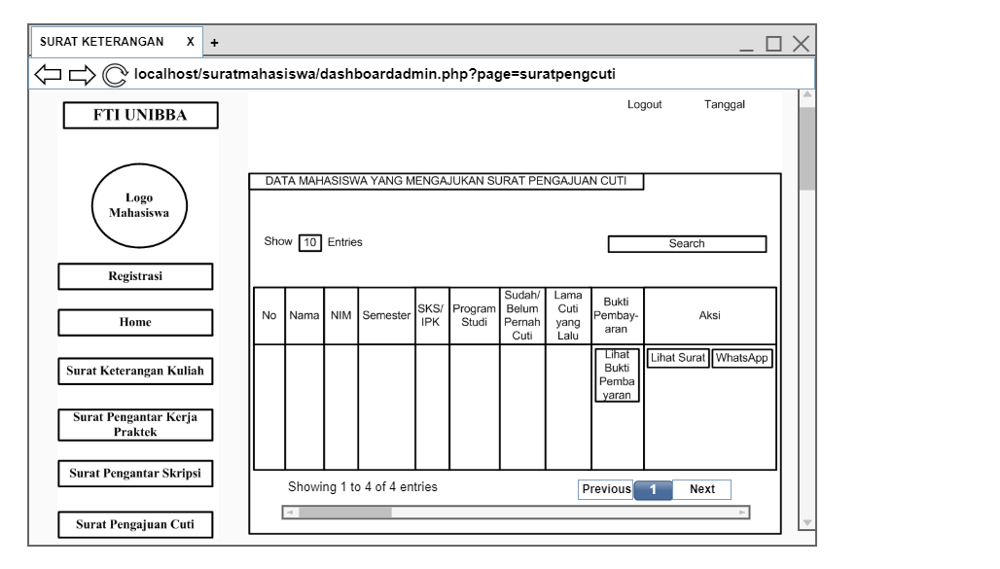 SURAT KETERANGAN X +
localhost/suratmahasiswa/dashboardadmin.php?page=suratpengcuti
FTI UNIBBA
Logo
Mahasiswa
Registrasi
Home
Surat Keterangan Kuliah
Surat Pengantar Kerja
Praktek
Surat Pengantar Skripsi
Surat Pengajuan Cuti
Logout Tanggal
DATA MAHASISWA YANG MENGAJUKAN SURAT PENGAJUAN CUTI
Show 10 Entries
Search
No
Nama
NIM
Semester
SKS/
IPK
Program
Studi
Sudah/
Belum
Pernah
Cuti
Lama
Cuti
yang
Lalu
Bukti
Pembay-
aran
Aksi
Lihat
Bukti
Pemba
yaran
Lihat Surat
WhatsApp
Showing 1 to 4 of 4 entries
Previous 1 Next